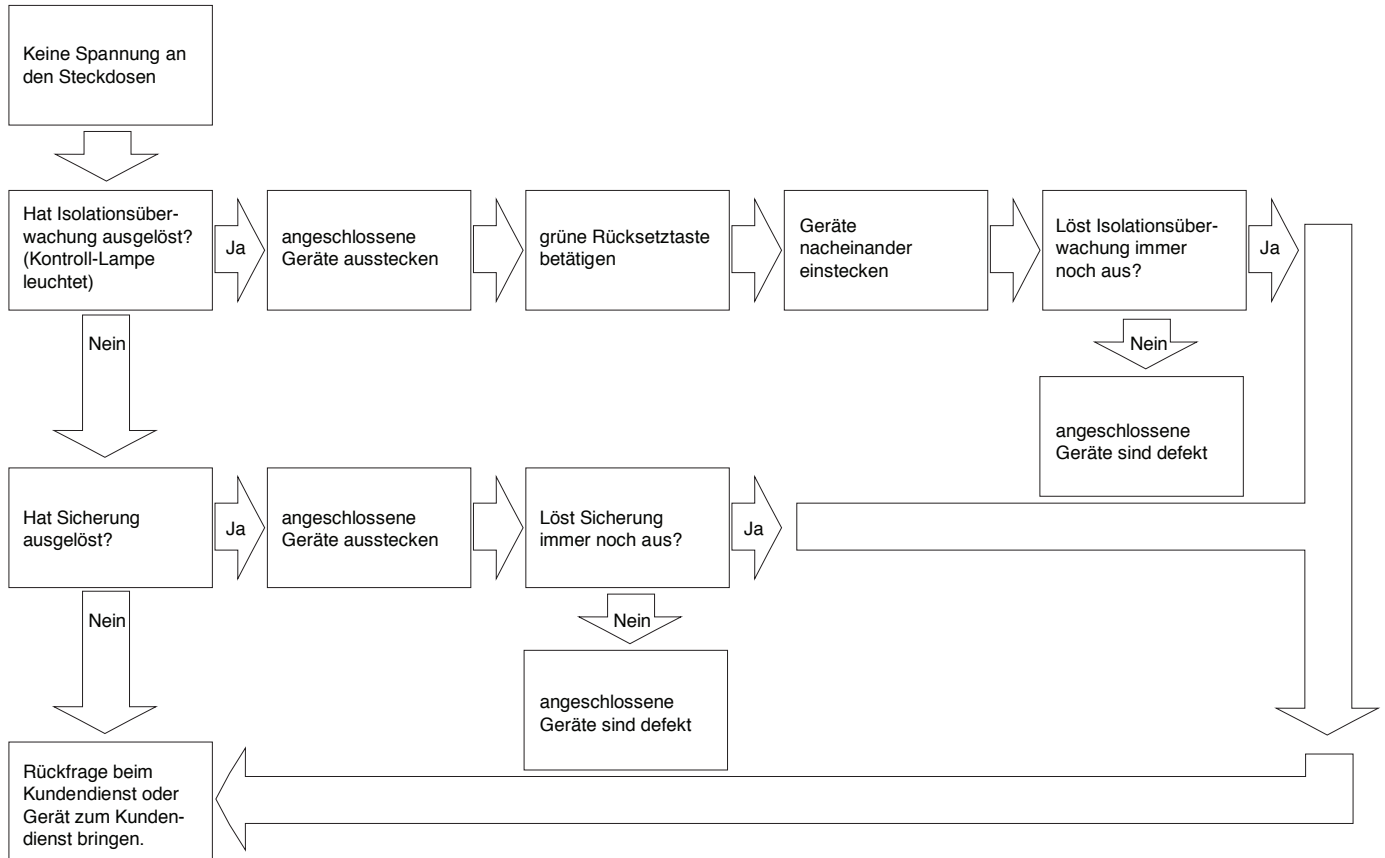 Keine Spannung an
den Steckdosen
Hat Isolationsüber-
wachung ausgelöst?
(Kontroll-Lampe
leuchtet)
Ja
angeschlossene
Geräte ausstecken
grüne Rücksetztaste
betätigen
Geräte
nacheinander
einstecken
Löst Isolationsüber-
wachung immer
noch aus?
Ja
Nein
Nein
angeschlossene
Geräte sind defekt
Hat Sicherung
ausgelöst?
Ja
angeschlossene
Geräte ausstecken
Löst Sicherung
immer noch aus?
Ja
Nein
Nein
angeschlossene
Geräte sind defekt
Rückfrage beim
Kundendienst oder
Gerät zum Kunden-
dienst bringen.